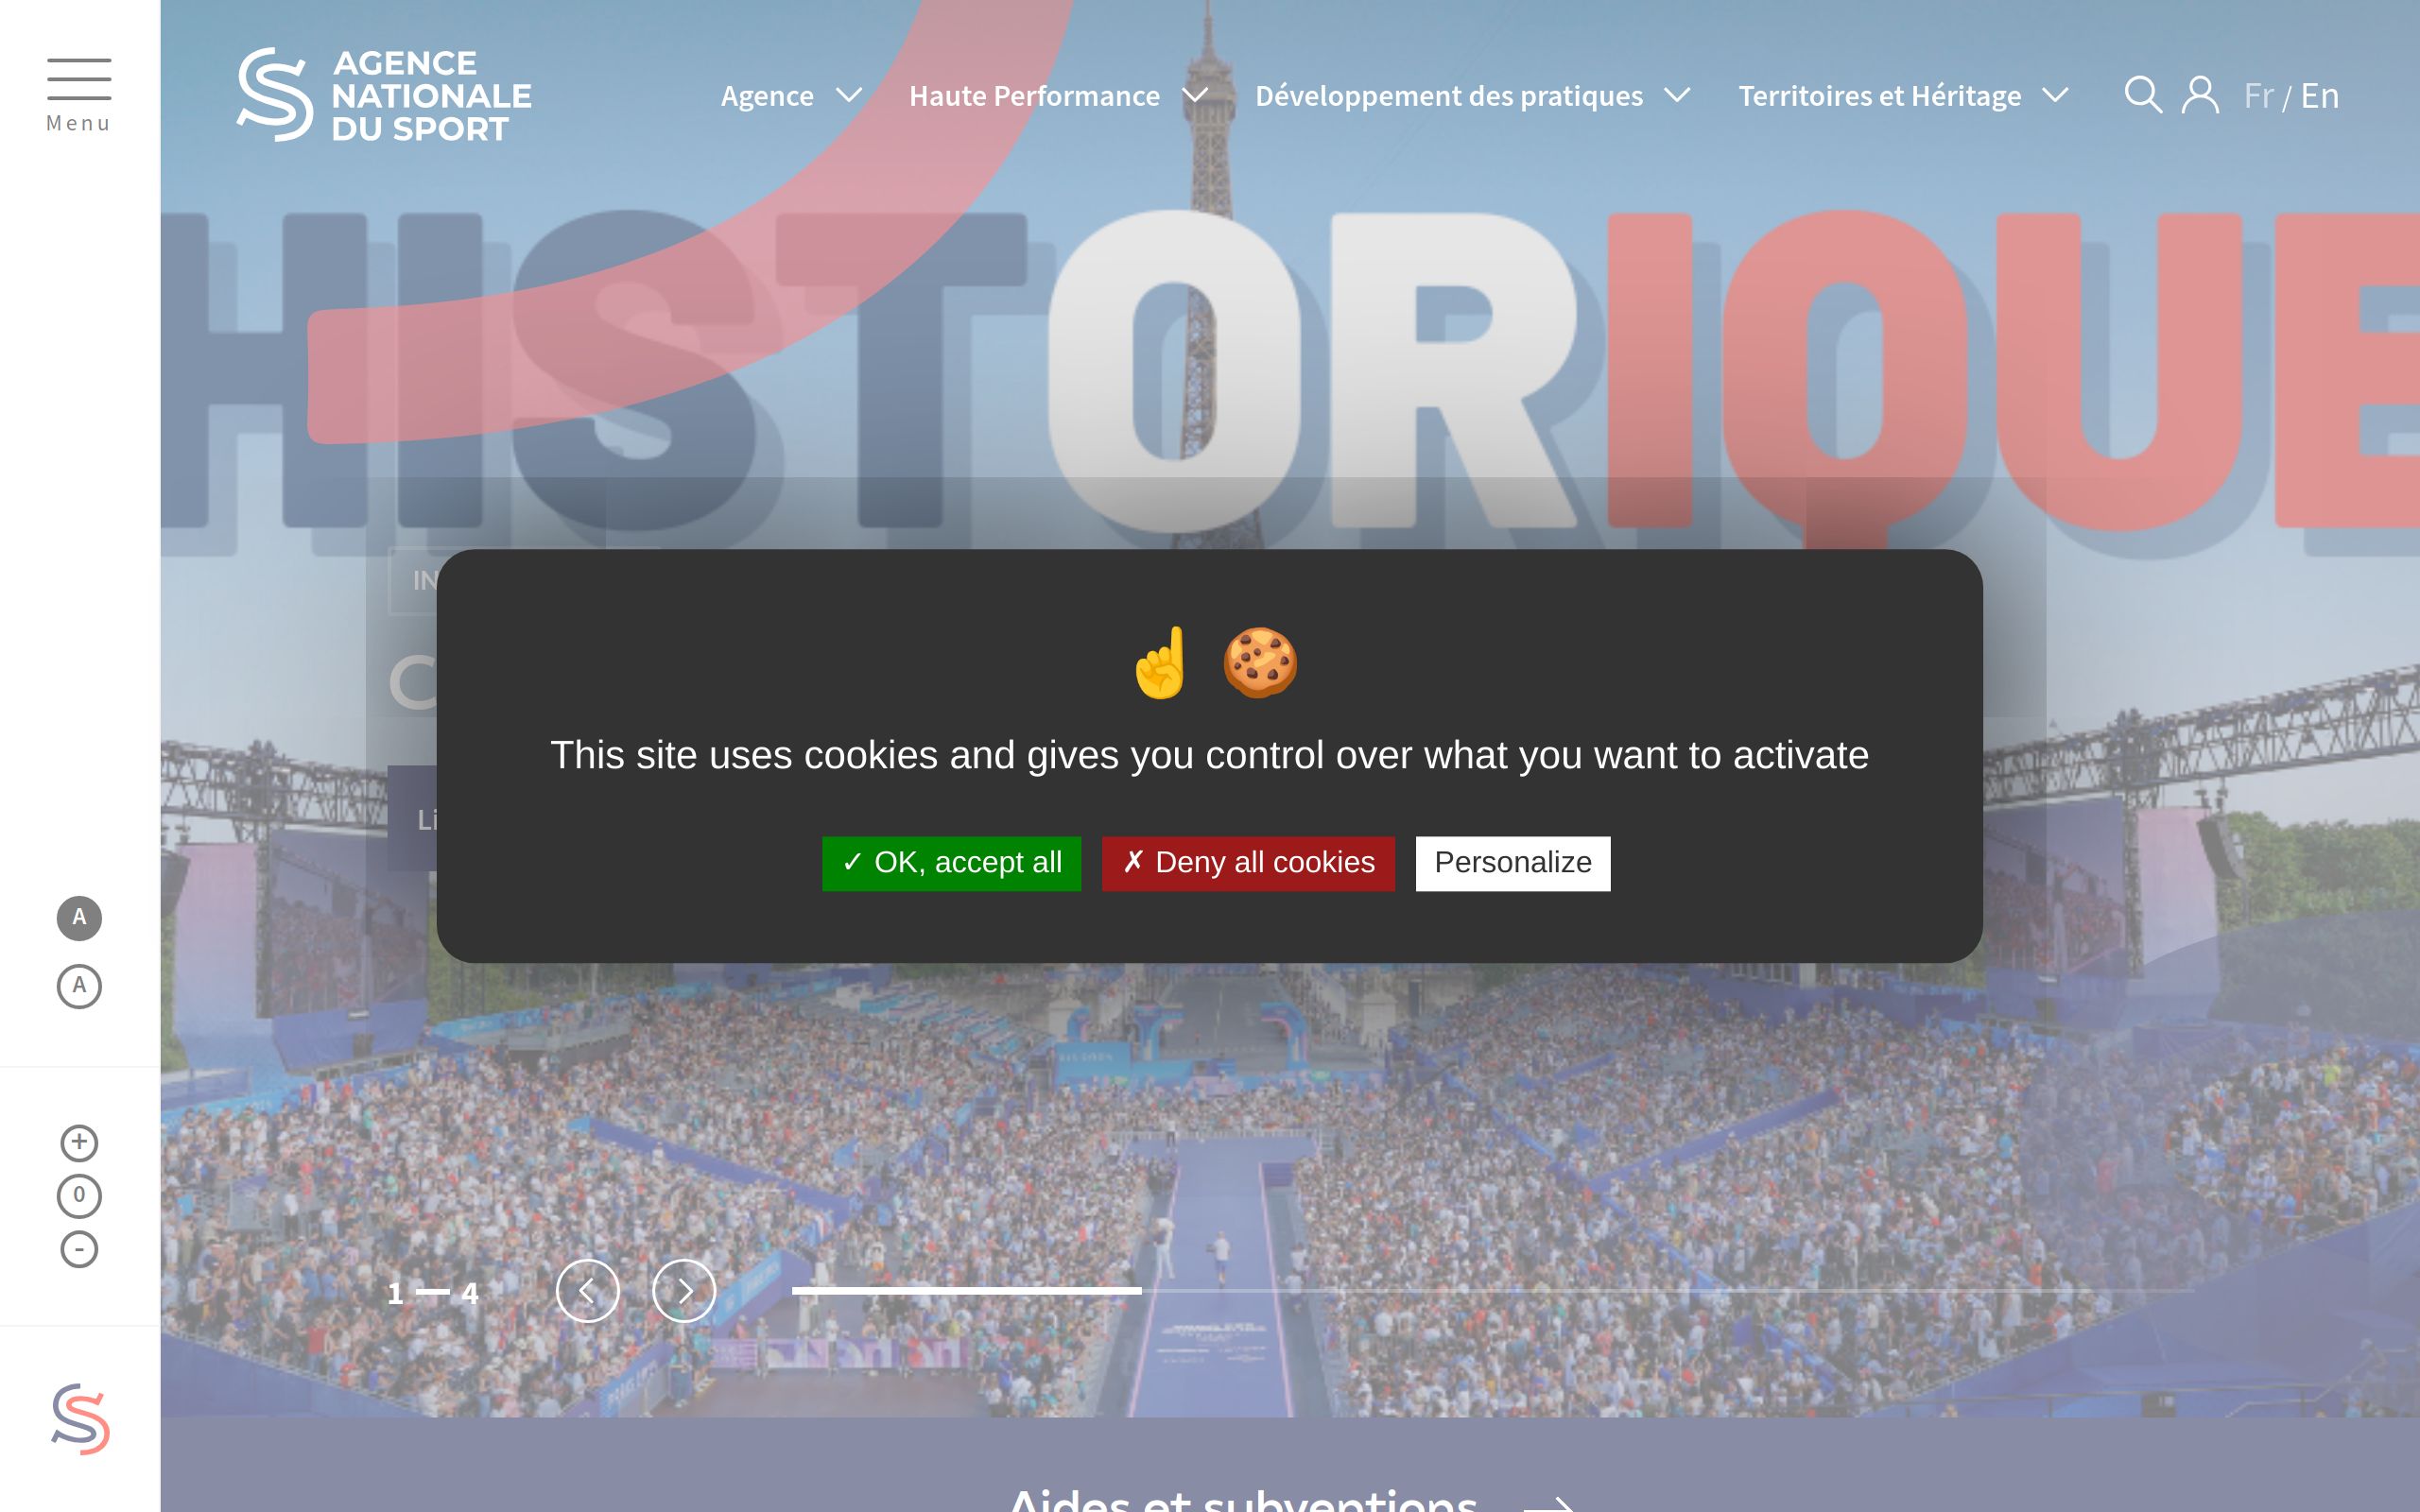 Menu
AGENCE
NATIONALE
DU SPORT
Agence
Haute Performance
Développement des pratiques
Territoires et Héritage
Fr / En
HISTORIQUE
This site uses cookies and gives you control over what you want to activate
✓ OK, accept all
✗ Deny all cookies
Personalize
A
A
+
0
-
1 — 4
Aides et subventions